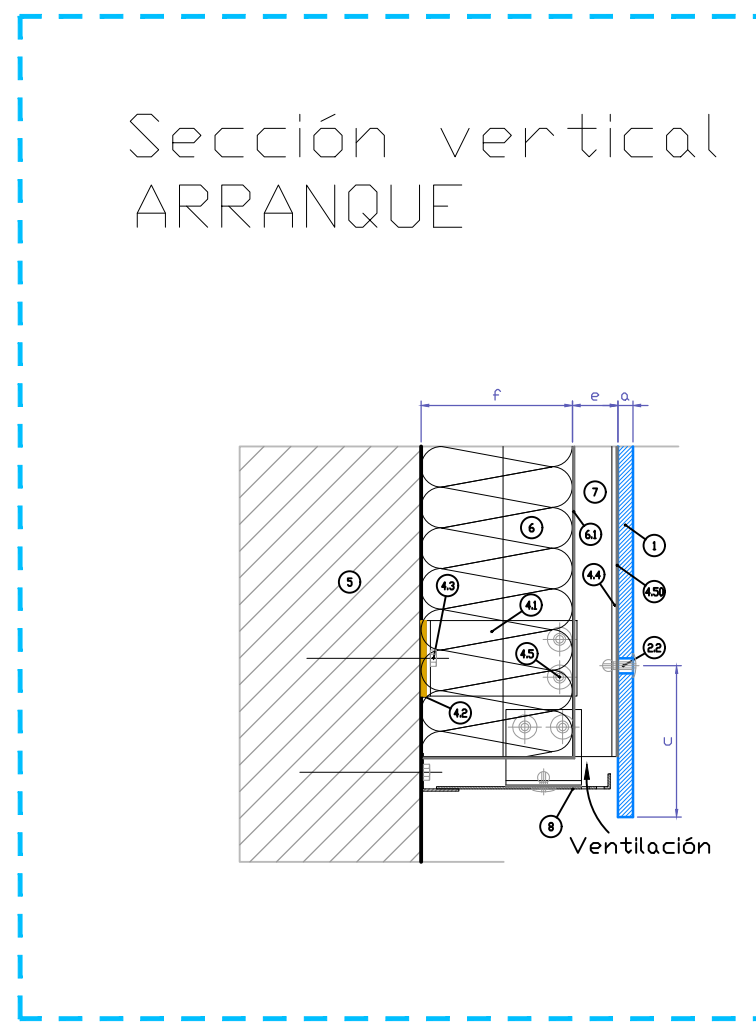 Sección vertical
ARRANQUE
f e a
7
6
6.1
1
5
4.3
4.4
4.50
4.1
2.2
4.5
4.2
c
8
Ventilación